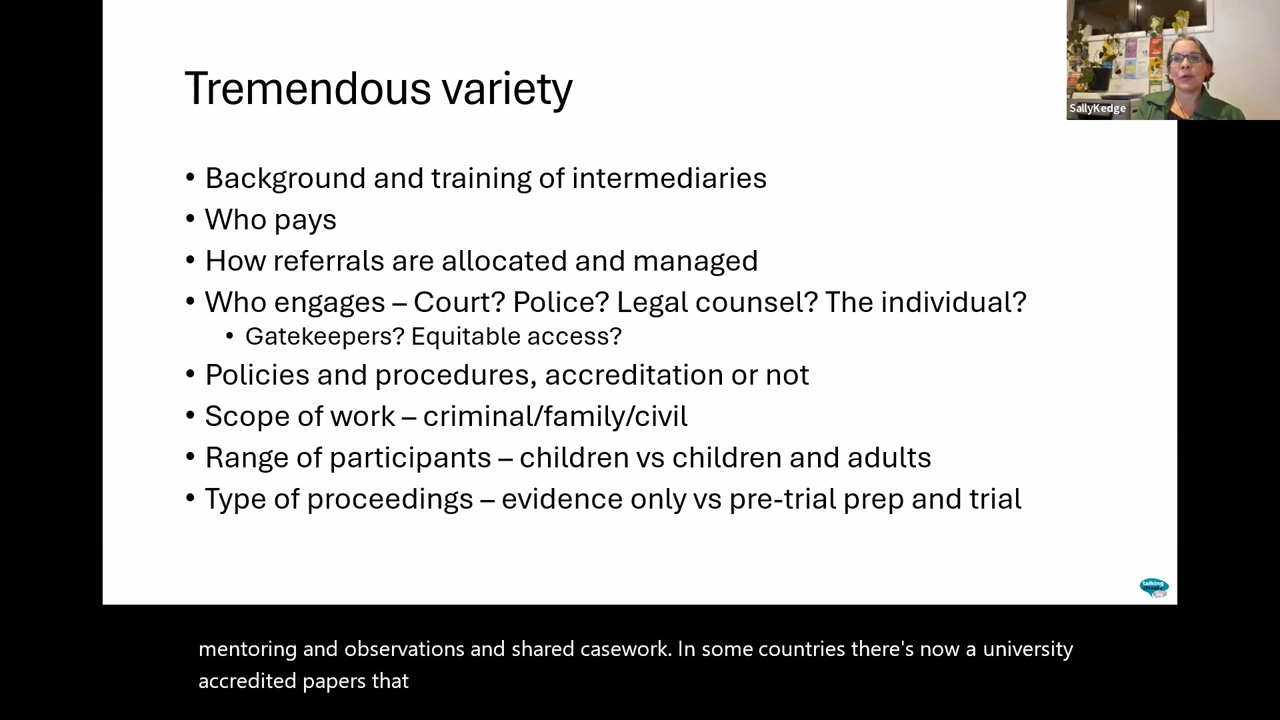 Tremendous variety
SallyKedge
• Background and training of intermediaries
• Who pays
• How referrals are allocated and managed
• Who engages – Court? Police? Legal counsel? The individual?
• Gatekeepers? Equitable access?
• Policies and procedures, accreditation or not
• Scope of work – criminal/family/civil
• Range of participants – children vs children and adults
• Type of proceedings – evidence only vs pre-trial prep and trial
talking
mentoring and observations and shared casework. In some countries there's now a university
accredited papers that